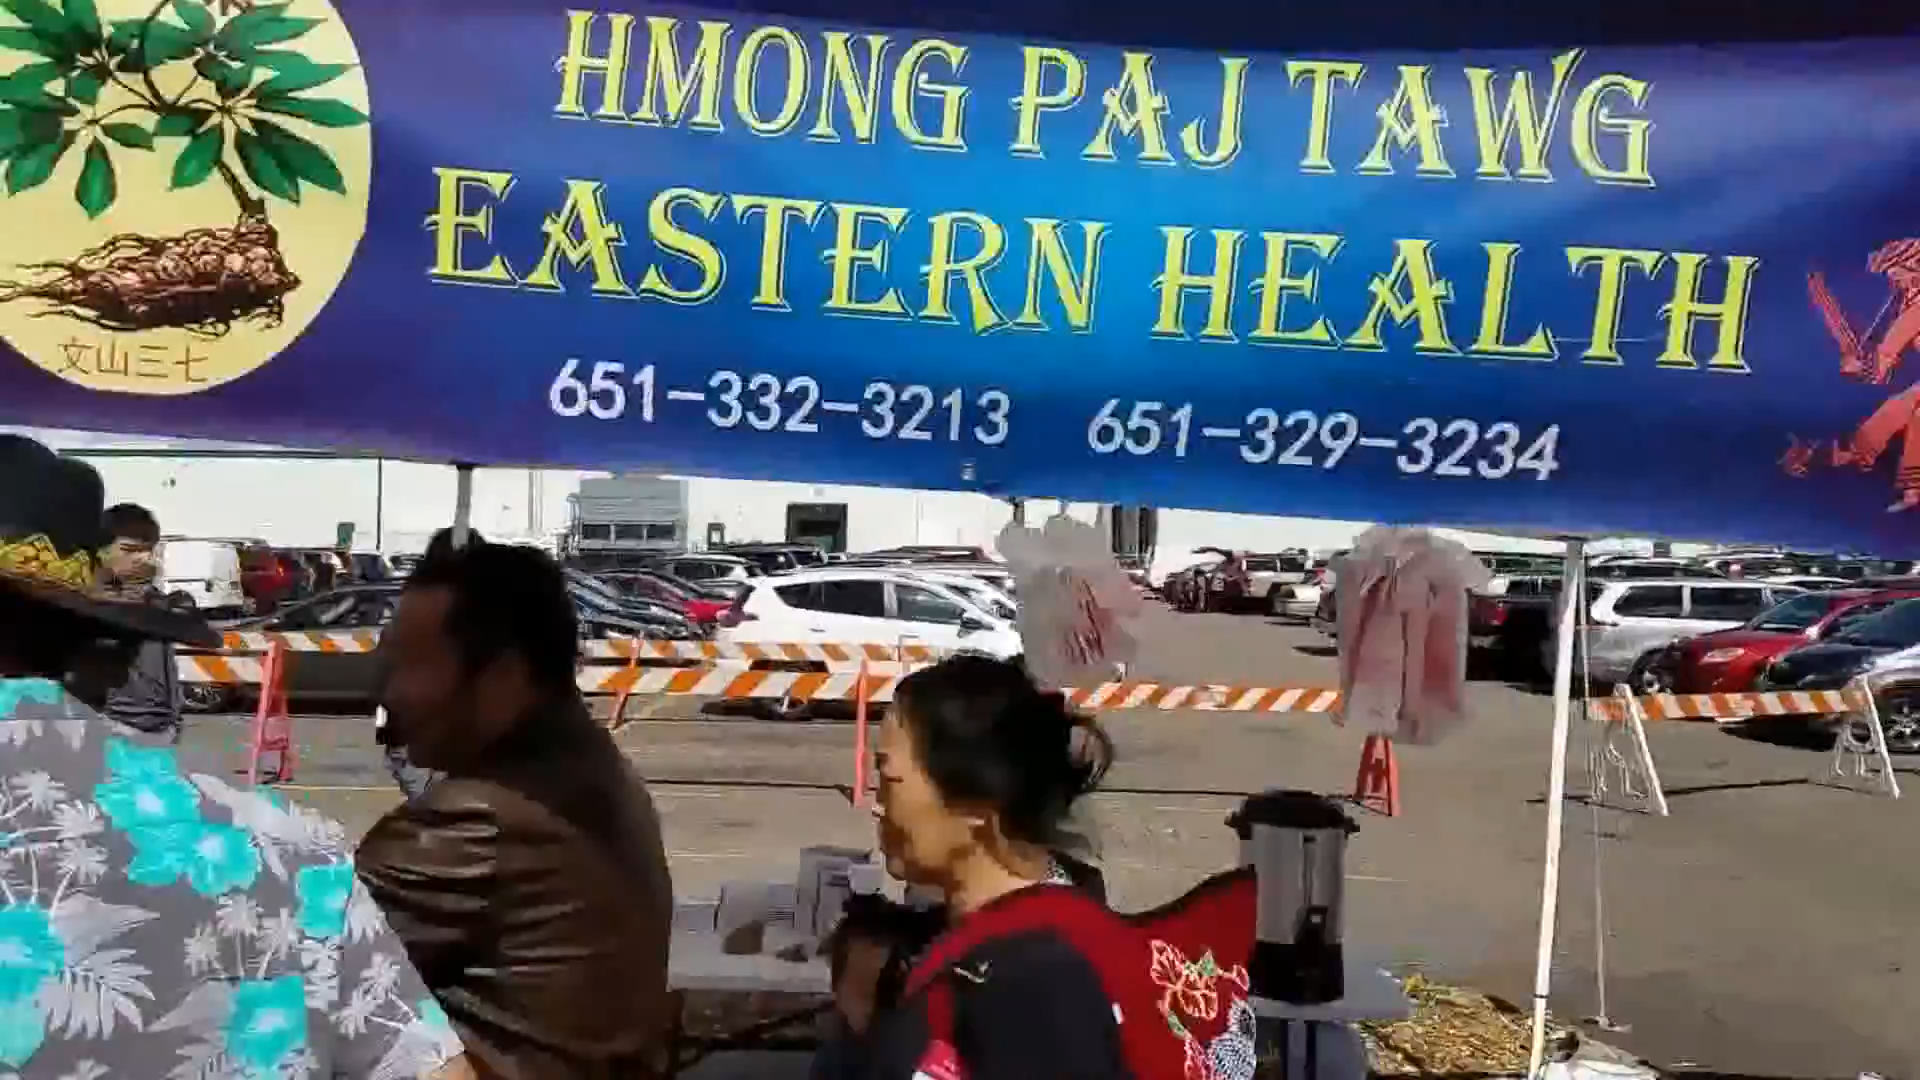 HMONG PAJ TAWG
EASTERN HEALTH
651-332-3213 651-329-3234
文山三七